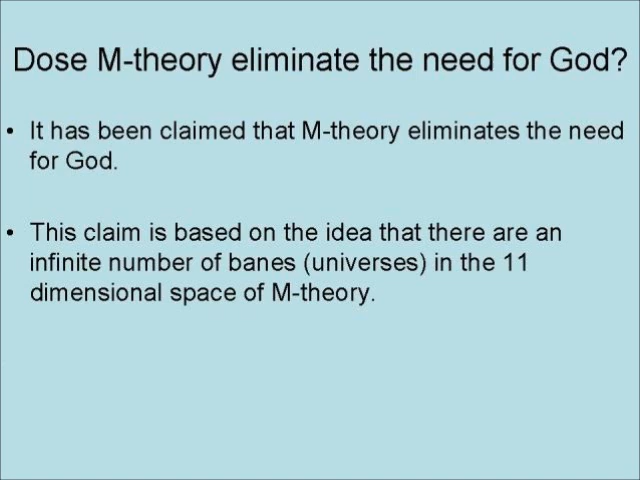 Dose M-theory eliminate the need for God?
• It has been claimed that M-theory eliminates the need
for God.
• This claim is based on the idea that there are an
infinite number of banes (universes) in the 11
dimensional space of M-theory.